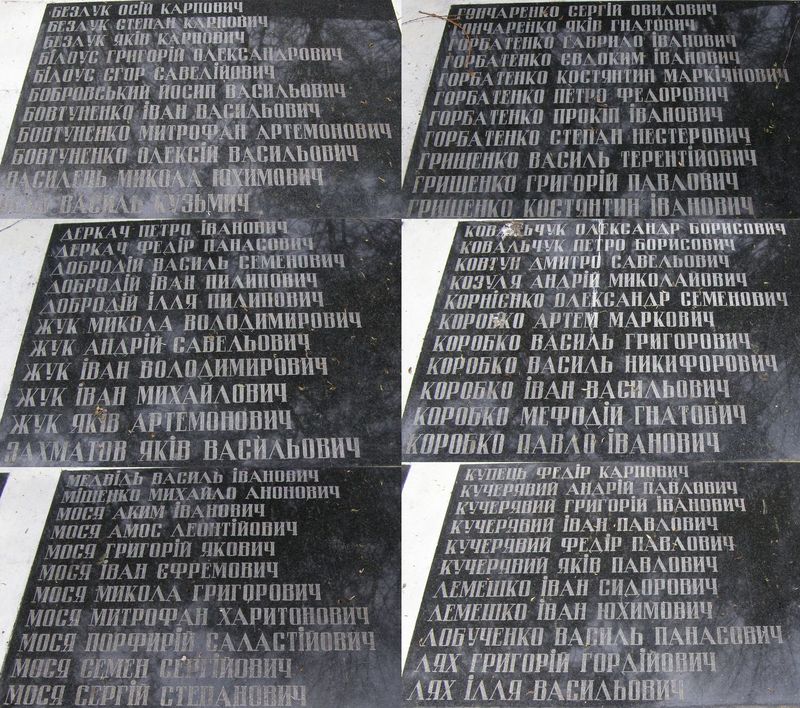 БЕЗЛУК ОСІЙ КАРПОВИЧ
БЕЗЛУК СТЕПАН КАРПОВИЧ
БЕЗЛУК ЯКІВ КАРПОВИЧ
БІЛОУС ГРИГОРІЙ ОЛЕКСАНДРОВИЧ
БІЛОУС ЄГОР САВЕЛІЙОВИЧ
БОБРОВСЬКИЙ ЙОСИП ВАСИЛЬОВИЧ
БОВТУНЕНКО ІВАН ВАСИЛЬОВИЧ
БОВТУНЕНКО МИТРОФАН АРТЕМОНОВИЧ
БОВТУНЕНКО ОЛЕКСІЙ ВАСИЛЬОВИЧ
ВАСИЛЕЦЬ МИКОЛА ЮХИМОВИЧ
ВАСИЛЬ КУЗЬМИЧ
ГОНЧАРЕНКО СЕРГІЙ ОВИЛОВИЧ
ГОНЧАРЕНКО ЯКІВ ГНАТОВИЧ
ГОРБАТЕНКО ГАВРИЛО ІВАНОВИЧ
ГОРБАТЕНКО ЄВДОКИМ ІВАНОВИЧ
ГОРБАТЕНКО КОСТЯНТИН МАРКІЯНОВИЧ
ГОРБАТЕНКО ПЕТРО ФЕДОРОВИЧ
ГОРБАТЕНКО ПРОКІП ІВАНОВИЧ
ГОРБАТЕНКО СТЕПАН НЕСТЕРОВИЧ
ГРИЩЕНКО ВАСИЛЬ ТЕРЕНТІЙОВИЧ
ГРИЩЕНКО ГРИГОРІЙ ПАВЛОВИЧ
ГРИЩЕНКО КОСТЯНТИН ІВАНОВИЧ
ДЕРКАЧ ПЕТРО ІВАНОВИЧ
ДЕРКАЧ ФЕДІР ПАНАСОВИЧ
ДОБРОДІЙ ВАСИЛЬ СЕМЕНОВИЧ
ДОБРОДІЙ ІВАН ПИЛИПОВИЧ
ДОБРОДІЙ ІЛЛЯ ПИЛИПОВИЧ
ЖУК МИКОЛА ВОЛОДИМИРОВИЧ
ЖУК АНДРІЙ САВЕЛЬОВИЧ
ЖУК ІВАН ВОЛОДИМИРОВИЧ
ЖУК ІВАН МИХАЙЛОВИЧ
ЖУК ЯКІВ АРТЕМОНОВИЧ
ЗАХМАТОВ ЯКІВ ВАСИЛЬОВИЧ
КОВАЛЬЧУК ОЛЕКСАНДР БОРИСОВИЧ
КОВАЛЬЧУК ПЕТРО БОРИСОВИЧ
КОВТУН ДМИТРО САВЕЛЬОВИЧ
КОЗУЛЯ АНДРІЙ МИКОЛАЙОВИЧ
КОРНІЄНКО ОЛЕКСАНДР СЕМЕНОВИЧ
КОРОБКО АРТЕМ МАРКОВИЧ
КОРОБКО ВАСИЛЬ ГРИГОРОВИЧ
КОРОБКО ВАСИЛЬ НИКИФОРОВИЧ
КОРОБКО ІВАН ВАСИЛЬОВИЧ
КОРОБКО МЕФОДІЙ ГНАТОВИЧ
КОРОБКО ПАВЛО ІВАНОВИЧ
МЕДВІДЬ ВАСИЛЬ ІВАНОВИЧ
МІЩЕНКО МИХАЙЛО АНОНОВИЧ
МОСЯ АКИМ ІВАНОВИЧ
МОСЯ АМОС ЛЕОНТІЙОВИЧ
МОСЯ ГРИГОРІЙ ЯКОВИЧ
МОСЯ ІВАН ЄФРЕМОВИЧ
МОСЯ МИКОЛА ГРИГОРОВИЧ
МОСЯ МИТРОФАН ХАРИТОНОВИЧ
МОСЯ ПОРФИРІЙ САЛАСТІЙОВИЧ
МОСЯ СЕМЕН СЕРГІЙОВИЧ
МОСЯ СЕРГІЙ СТЕПАНОВИЧ
КУПЕЦЬ ФЕДІР КАРПОВИЧ
КУЧЕРЯВИЙ АНДРІЙ ПАВЛОВИЧ
КУЧЕРЯВИЙ ГРИГОРІЙ ІВАНОВИЧ
КУЧЕРЯВИЙ ІВАН ПАВЛОВИЧ
КУЧЕРЯВИЙ ФЕДІР ПАВЛОВИЧ
КУЧЕРЯВИЙ ЯКІВ ПАВЛОВИЧ
ЛЕМЕШКО ІВАН СИДОРОВИЧ
ЛЕМЕШКО ІВАН ЮХИМОВИЧ
ЛОБУЧЕНКО ВАСИЛЬ ПАНАСОВИЧ
ЛЯХ ГРИГОРІЙ ГОРДІЙОВИЧ
ЛЯХ ІЛЛЯ ВАСИЛЬОВИЧ